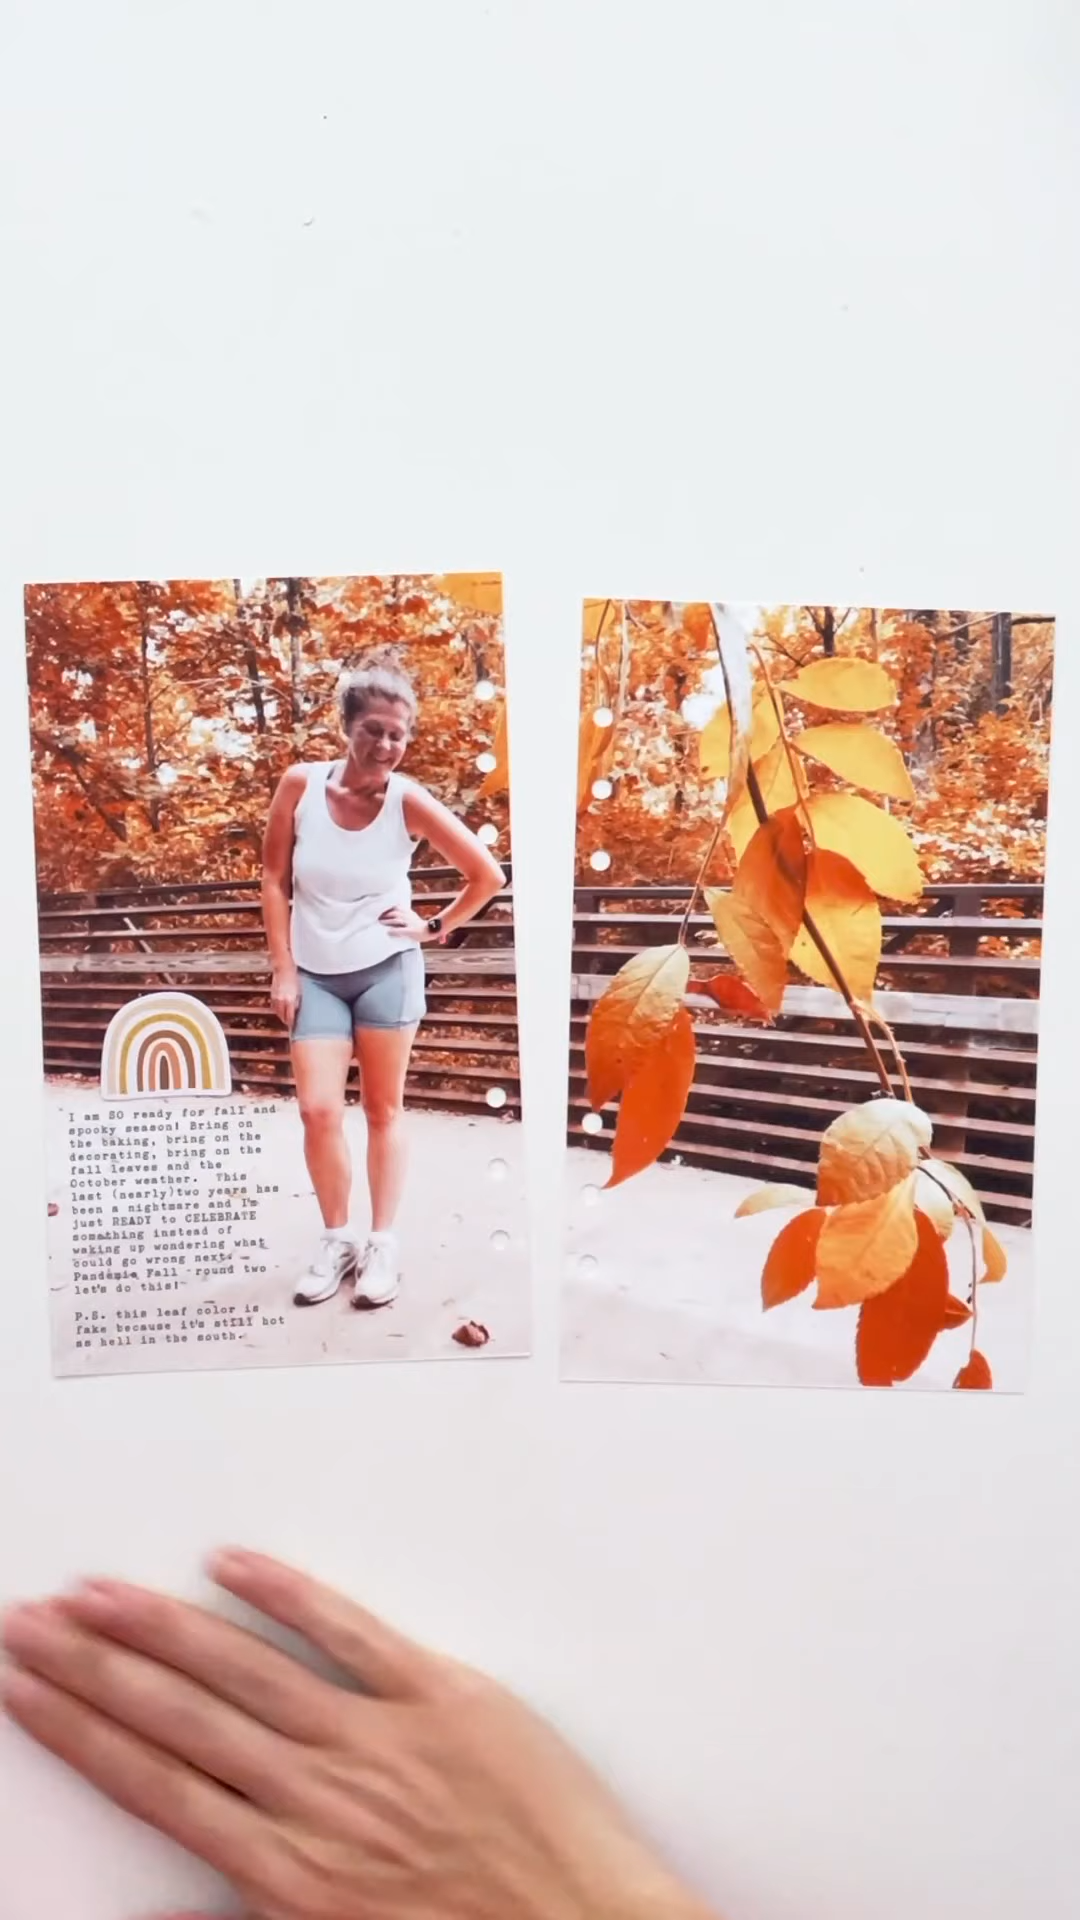 I am SO ready for fall and
spooky season! Bring on
the baking, bring on the
decorating, bring on the
fall leaves and the
October weather. This
last (nearly)two years has
been a nightmare and I'm
just READY to CELEBRATE
something instead of
waking up wondering what
could go wrong next.
Pandemic Fall -round two -
let's do this!
P.S. this leaf color is
fake because it's still hot
as hell in the south.